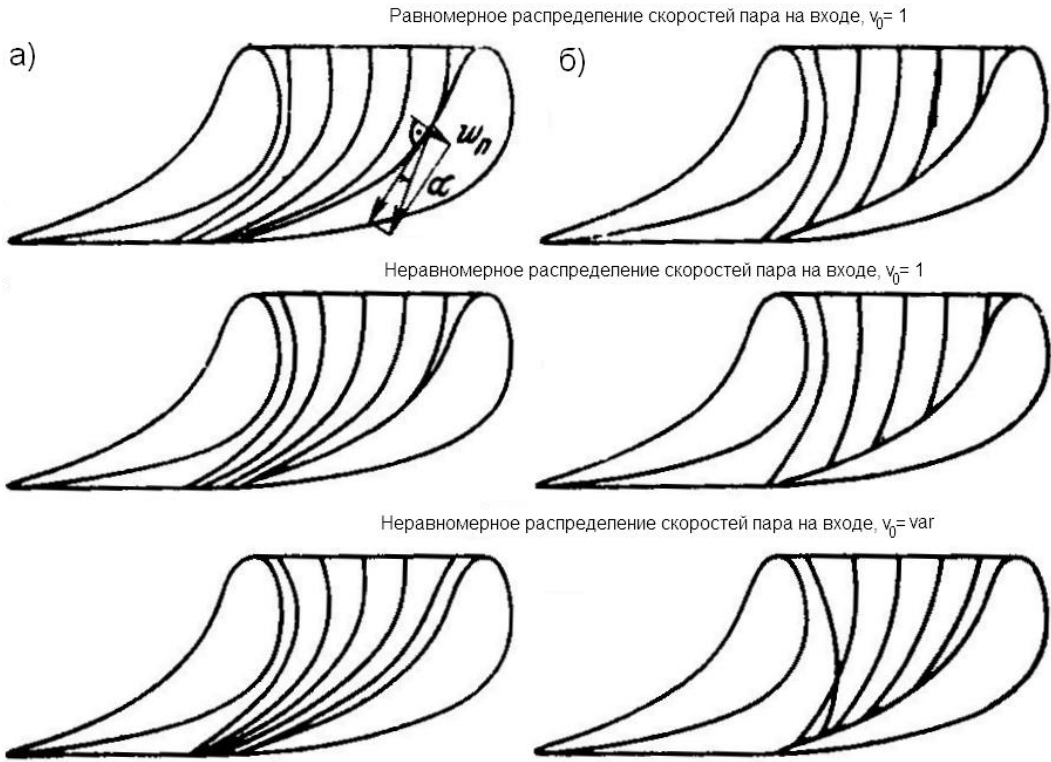 Равномерное распределение скоростей пара на входе, v₀= 1
а)
б)
wₙ
α
Неравномерное распределение скоростей пара на входе, v₀= 1
Неравномерное распределение скоростей пара на входе, v₀= var